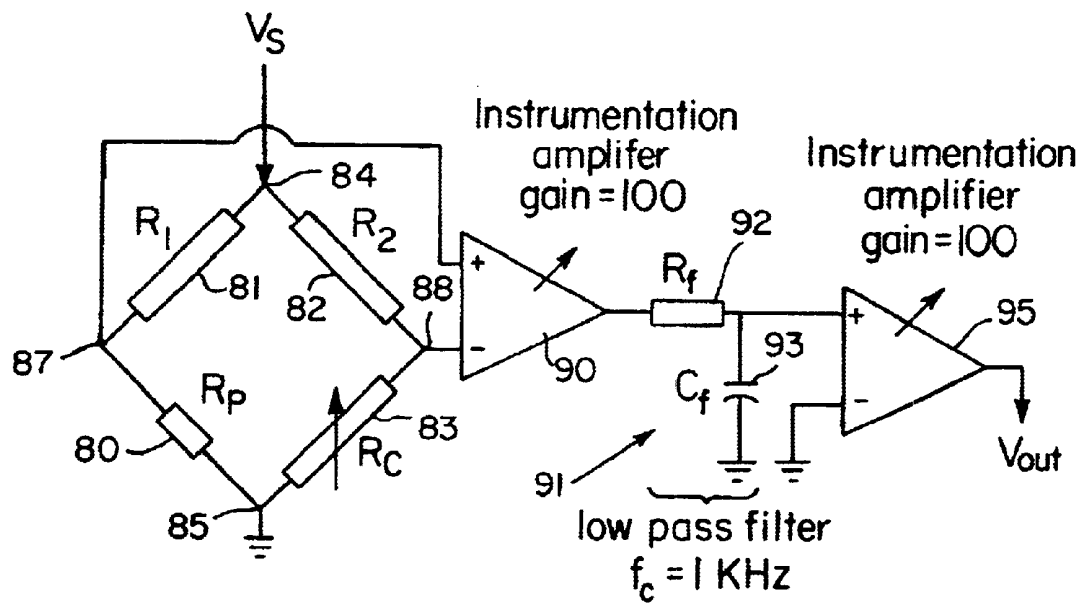 V_S
Instrumentation
amplifer
gain = 100
Instrumentation
amplifier
gain = 100
84
R_1
R_2
81
82
88
87
R_P
80
83
R_C
85
+
-
90
92
R_f
93
C_f
91
+
-
95
V_out
low pass filter
f_c = 1 KHz